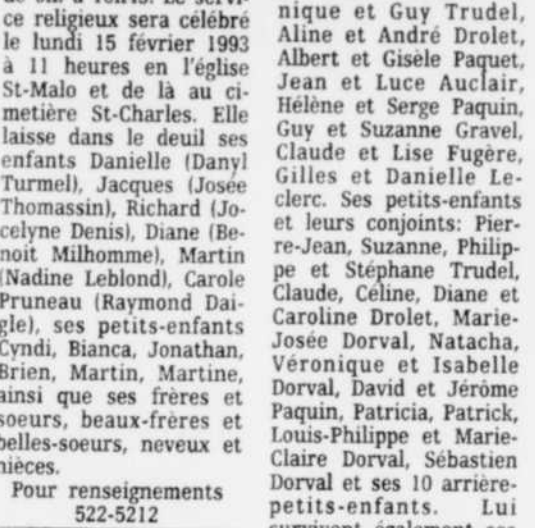 ce religieux sera célébré
le lundi 15 février 1993
à 11 heures en l'église
St-Malo et de là au ci-
metière St-Charles. Elle
laisse dans le deuil ses
enfants Danielle (Danyl
Turmel), Jacques (Josée
Thomassin), Richard (Jo-
celyne Denis), Diane (Be-
noit Milhomme), Martin
(Nadine Leblond), Carole
Pruneau (Raymond Dai-
gle), ses petits-enfants
Cyndi, Bianca, Jonathan,
Brien, Martin, Martine,
ainsi que ses frères et
soeurs, beaux-frères et
belles-soeurs, neveux et
nièces.
Pour renseignements
522-5212
nique et Guy Trudel,
Aline et André Drolet,
Albert et Gisèle Paquet,
Jean et Luce Auclair,
Hélène et Serge Paquin,
Guy et Suzanne Gravel,
Claude et Lise Fugère,
Gilles et Danielle Le-
clerc. Ses petits-enfants
et leurs conjoints: Pier-
re-Jean, Suzanne, Philip-
pe et Stéphane Trudel,
Claude, Céline, Diane et
Caroline Drolet, Marie-
Josée Dorval, Natacha,
Véronique et Isabelle
Dorval, David et Jérôme
Paquin, Patricia, Patrick,
Louis-Philippe et Marie-
Claire Dorval, Sébastien
Dorval et ses 10 arrière-
petits-enfants. Lui